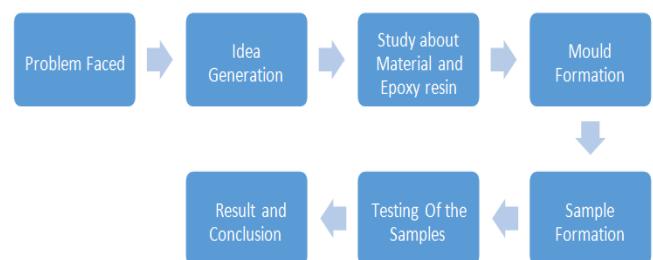 Problem Faced
Idea
Generation
Study about
Material and
Epoxy resin
Mould
Formation
Sample
Formation
Testing Of the
Samples
Result and
Conclusion